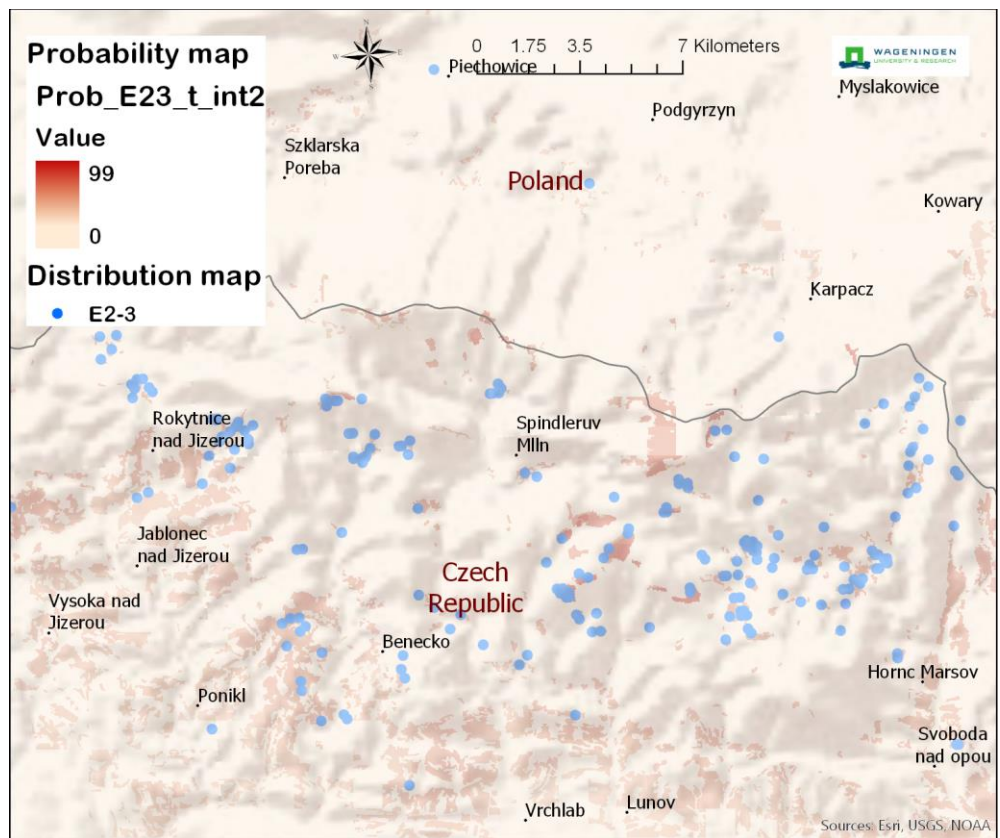 Probability map
Prob_E23_t_int2
Value
99
0
Distribution map
E2-3
N
E
S
W
0 1.75 3.5 7 Kilometers
WAGENINGEN
UNIVERSITY & RESEARCH
Piechowice
Myslakowice
Podgyrzyn
Szklarska
Poreba
Poland
Kowary
Karpacz
Rokytnice
nad Jizerou
Spindleruv
Mlln
Jablonec
nad Jizerou
Czech
Republic
Vysoka nad
Jizerou
Benecko
Hornc Marsov
Ponikl
Svoboda
nad opou
Vrchlab
Lunov
Sources: Esri, USGS, NOAA